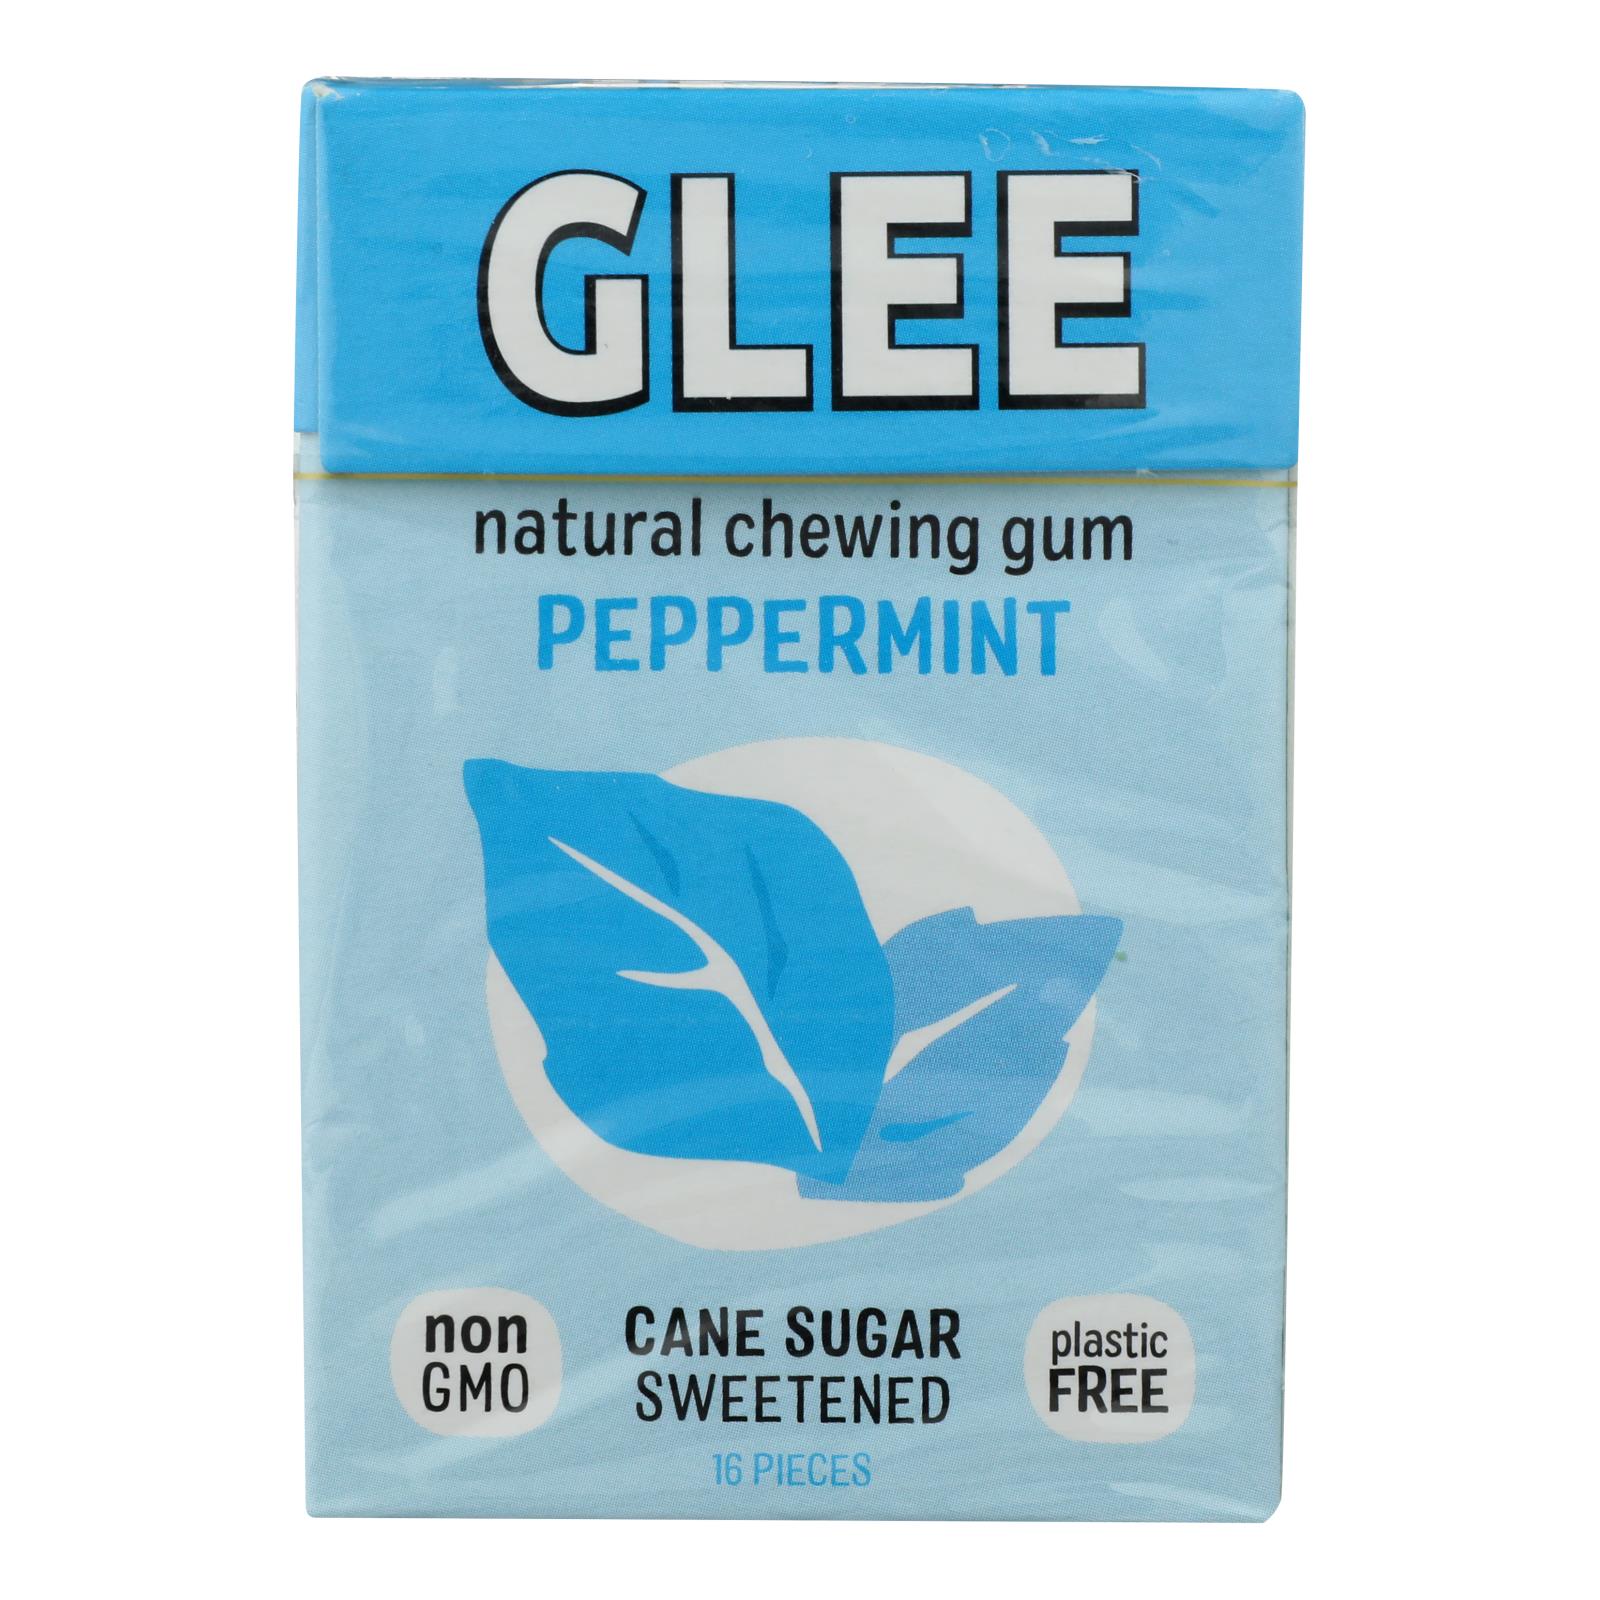 GLEE
natural chewing gum
PEPPERMINT
non
GMO
CANE SUGAR
SWEETENED
plastic
FREE
16 PIECES